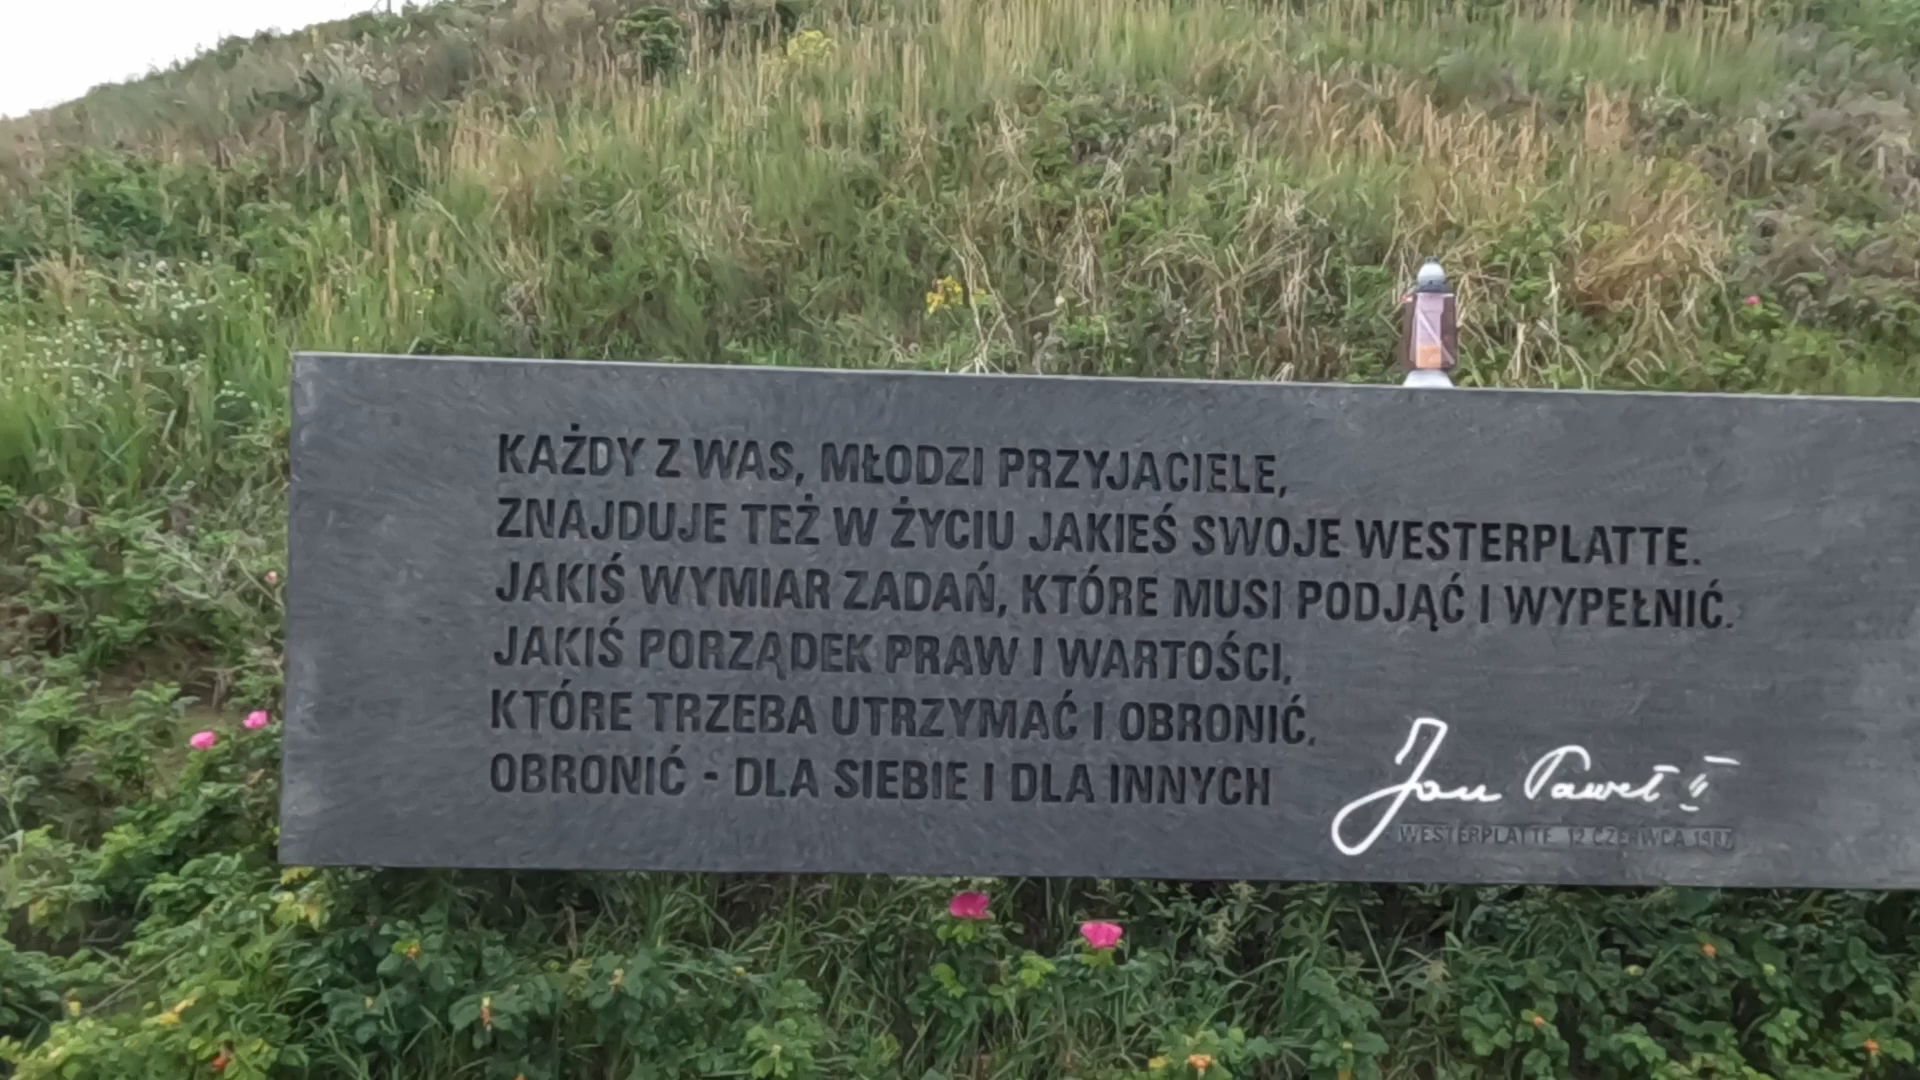 KAŻDY Z WAS, MŁODZI PRZYJACIELE,
ZNAJDUJE TEŻ W ŻYCIU JAKIEŚ SWOJE WESTERPLATTE.
JAKIŚ WYMIAR ZADAŃ, KTÓRE MUSI PODJĄĆ I WYPEŁNIĆ.
JAKIŚ PORZĄDEK PRAW I WARTOŚCI,
KTÓRE TRZEBA UTRZYMAĆ I OBRONIĆ.
OBRONIĆ - DLA SIEBIE I DLA INNYCH
Jan Paweł II
WESTERPLATTE 12 CZERWCA 1987